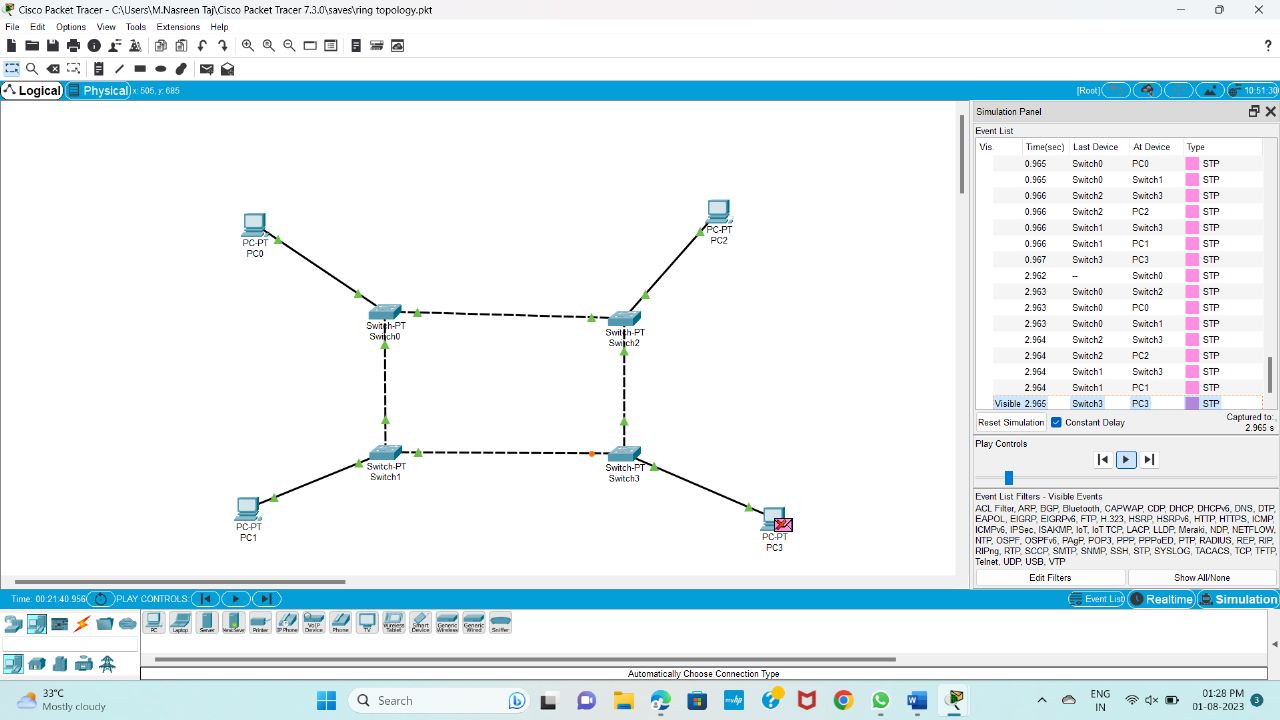 Cisco Packet Tracer - C:\Users\M.Nasreen Taj\Cisco Packet Tracer 7.3.0\saves\ring topology.pkt
File Edit Options View Tools Extensions Help
Logical Physical x: 505, y: 685 [Root] 10:51:30
Simulation Panel
Event List
Vis. Time(sec) Last Device At Device Type
0.965 Switch0 PC0 STP
0.965 Switch0 Switch1 STP
0.966 Switch2 Switch3 STP
0.966 Switch2 PC2 STP
0.966 Switch1 Switch3 STP
0.966 Switch1 PC1 STP
0.967 Switch3 PC3 STP
2.962 -- Switch0 STP
2.963 Switch0 Switch2 STP
2.963 Switch0 PC0 STP
2.963 Switch0 Switch1 STP
2.964 Switch2 Switch3 STP
2.964 Switch2 PC2 STP
2.964 Switch1 Switch3 STP
2.964 Switch1 PC1 STP
Visible 2.965 Switch3 PC3 STP
Reset Simulation Constant Delay Captured to:
2.965 s
Play Controls
Event List Filters - Visible Events
ACL Filter, ARP, BGP, Bluetooth, CAPWAP, CDP, DHCP, DHCPv6, DNS, DTP,
EAPOL, EIGRP, EIGRPv6, FTP, H.323, HSRP, HSRPv6, HTTP, HTTPS, ICMP,
ICMPv6, IPSec, ISAKMP, IoT, IoT TCP, LACP, LLDP, Meraki, NDP, NETFLOW,
NTP, OSPF, OSPFv6, PAgP, POP3, PPP, PPPoED, PTP, RADIUS, REP, RIP,
RIPng, RTP, SCCP, SMTP, SNMP, SSH, STP, SYSLOG, TACACS, TCP, TFTP,
Telnet, UDP, USB, VTP
Edit Filters Show All/None
PC-PT
PC0
PC-PT
PC2
Switch-PT
Switch0
Switch-PT
Switch2
Switch-PT
Switch1
Switch-PT
Switch3
PC-PT
PC1
PC-PT
PC3
Time: 00:21:40.956 PLAY CONTROLS: Event List Realtime Simulation
PC Laptop Server Printer IP Phone VoIP Device Phone TV Wireless Tablet Smart Device Generic Wireless Generic Wired Sniffer
Automatically Choose Connection Type
33°C
Mostly cloudy
Search
ENG
IN
01:28 PM
01-08-2023
3